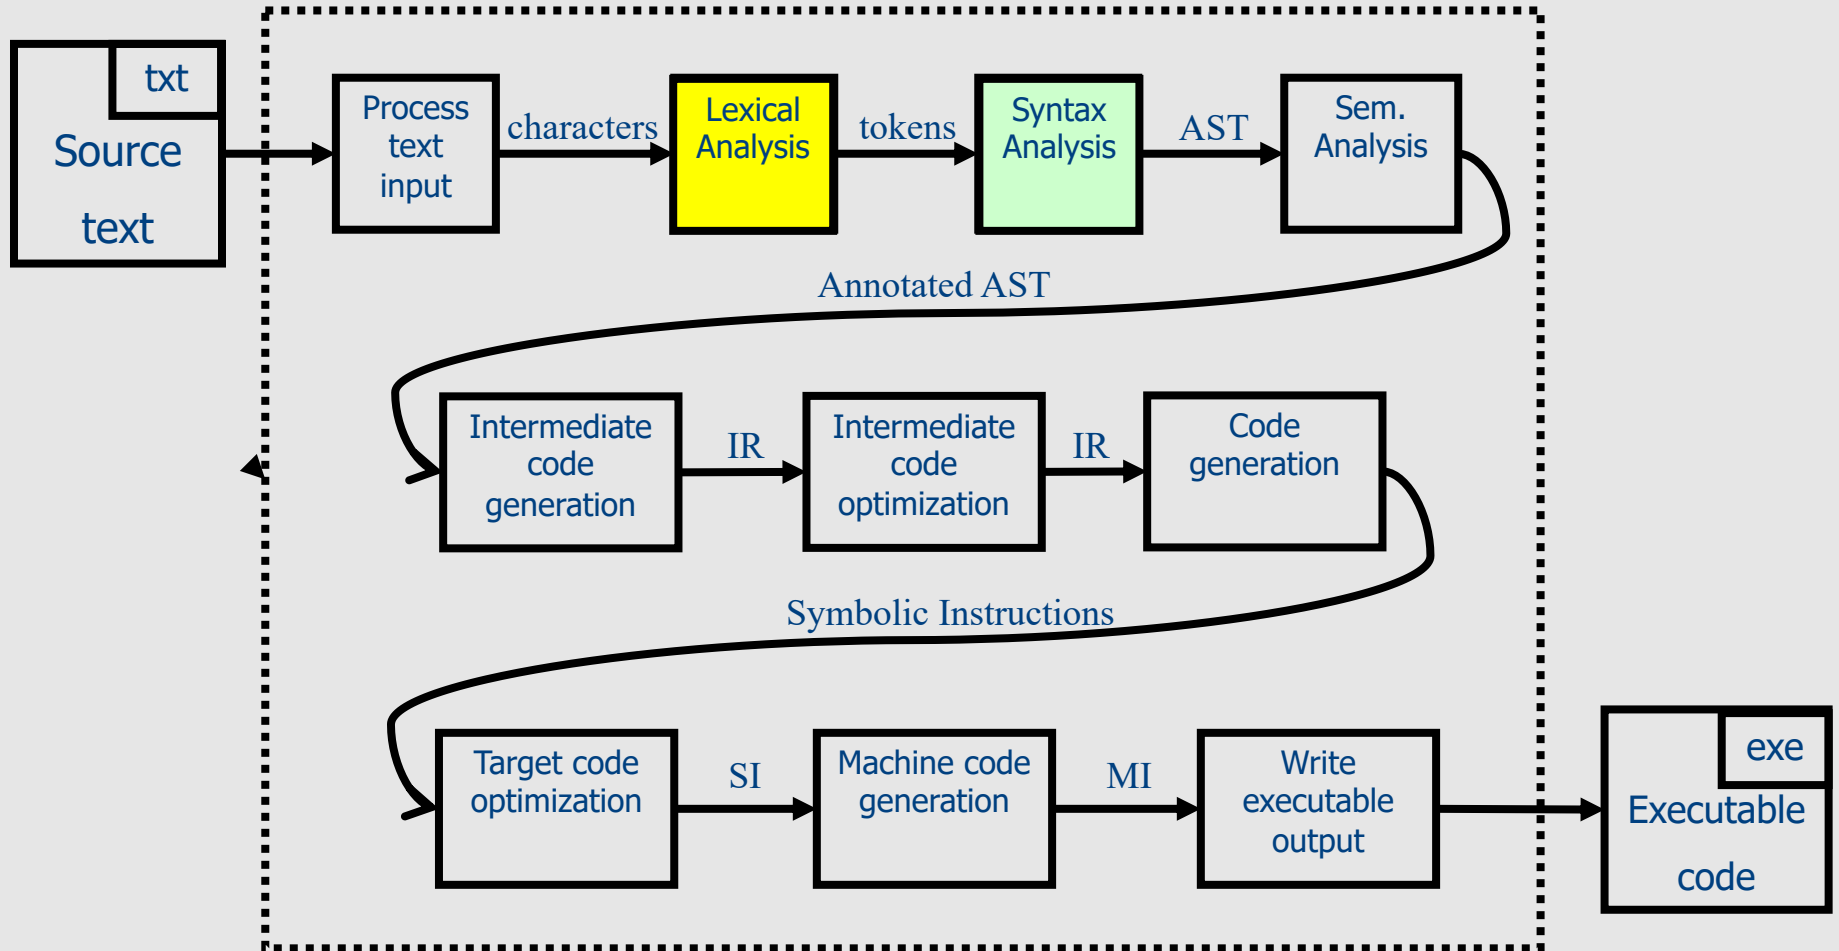 txt
Source
text
Process
text
input
characters
Lexical
Analysis
tokens
Syntax
Analysis
AST
Sem.
Analysis
Annotated AST
Intermediate
code
generation
IR
Intermediate
code
optimization
IR
Code
generation
Symbolic Instructions
Target code
optimization
SI
Machine code
generation
MI
Write
executable
output
exe
Executable
code